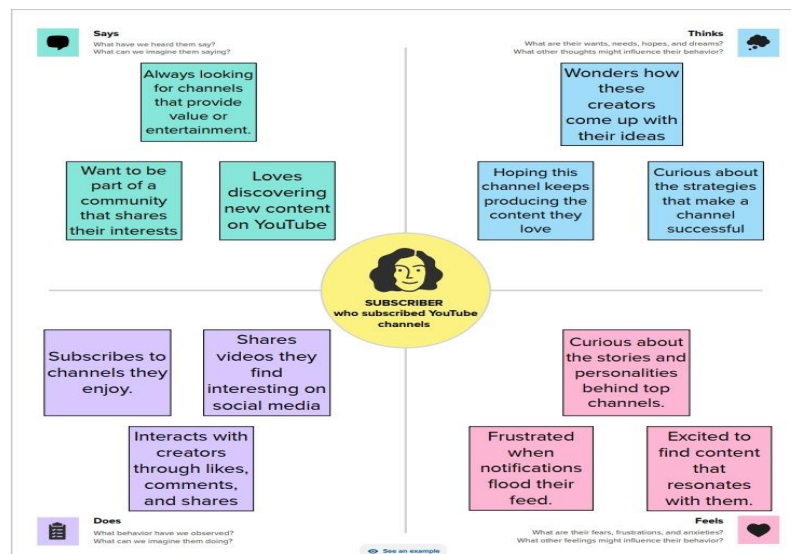 Says
What have we heard them say?
What can we imagine them saying?
Always looking
for channels
that provide
value or
entertainment.
Want to be
part of a
community
that shares
their interests
Loves
discovering
new content
on YouTube
Thinks
What are their wants, needs, hopes, and dreams?
What other thoughts might influence their behavior?
Wonders how
these
creators
come up with
their ideas
Hoping this
channel keeps
producing the
content they
love
Curious about
the strategies
that make a
channel
successful
SUBSCRIBER
who subscribed YouTube
channels
Subscribes to
channels they
enjoy.
Shares
videos they
find
interesting on
social media
Interacts with
creators
through likes,
comments,
and shares
Does
What behavior have we observed?
What can we imagine them doing?
Curious about
the stories and
personalities
behind top
channels.
Frustrated
when
notifications
flood their
feed.
Excited to
find content
that
resonates
with them.
Feels
What are their fears, frustrations, and anxieties?
What other feelings might influence their behavior?
See an example